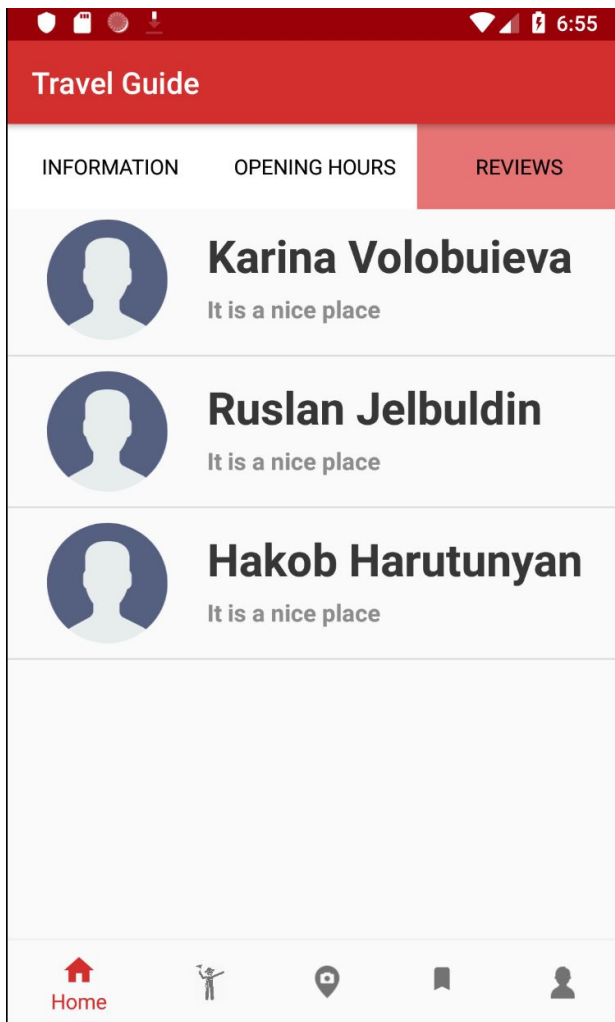 6:55
Travel Guide
INFORMATION OPENING HOURS REVIEWS
Karina Volobuieva
It is a nice place
Ruslan Jelbuldin
It is a nice place
Hakob Harutunyan
It is a nice place
Home